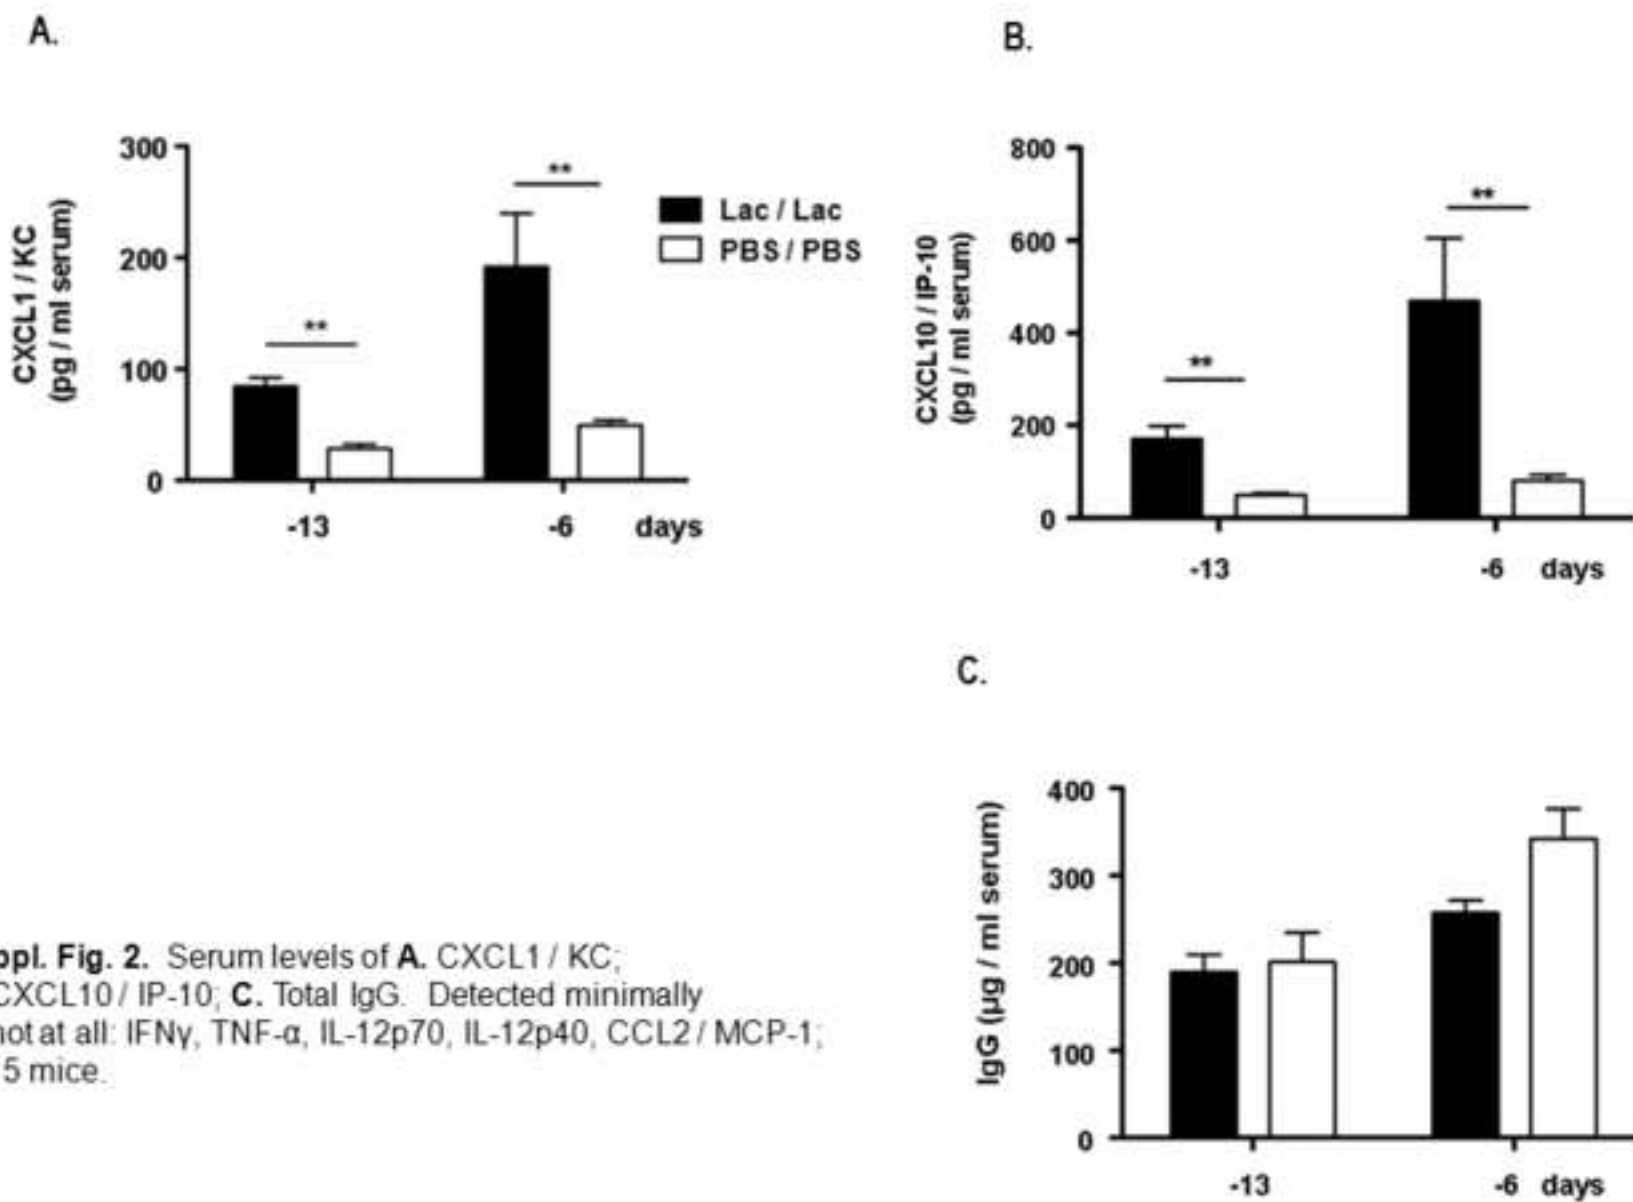 A.
300
200
100
0
CXCL1 / KC
(pg / ml serum)
**
**
-13
-6
days
Lac / Lac
PBS / PBS
B.
800
600
400
200
0
CXCL10 / IP-10
(pg / ml serum)
**
**
-13
-6
days
C.
400
300
200
100
0
IgG (µg / ml serum)
-13
-6
days
ppl. Fig. 2. Serum levels of A. CXCL1 / KC;
CXCL10 / IP-10; C. Total IgG. Detected minimally
not at all: IFNγ, TNF-α, IL-12p70, IL-12p40, CCL2 / MCP-1;
5 mice.